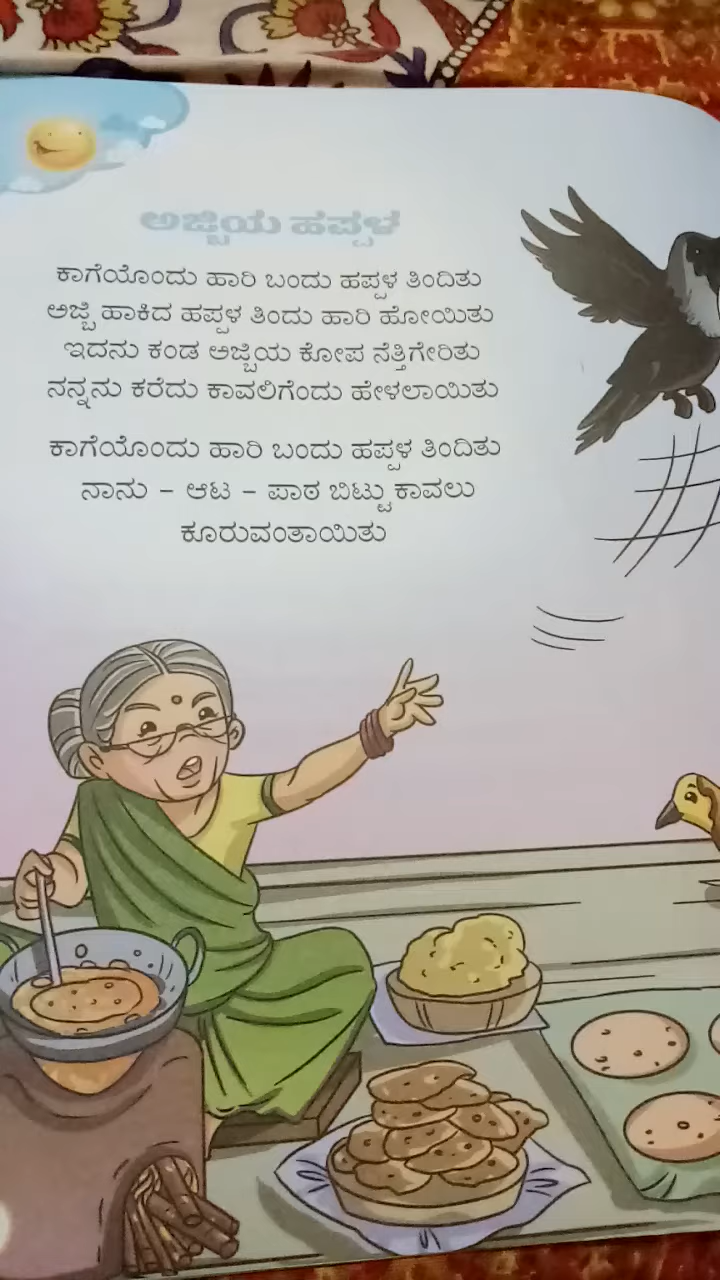 ಅಜ್ಜಿಯ ಹಪ್ಪಳ
ಕಾಗೆಯೊಂದು ಹಾರಿ ಬಂದು ಹಪ್ಪಳ ತಿಂದಿತು
ಅಜ್ಜಿ ಹಾಕಿದ ಹಪ್ಪಳ ತಿಂದು ಹಾರಿ ಹೋಯಿತು
ಇದನು ಕಂಡ ಅಜ್ಜಿಯ ಕೋಪ ನೆತ್ತಿಗೇರಿತು
ನನ್ನನು ಕರೆದು ಕಾವಲಿಗೆಂದು ಹೇಳಲಾಯಿತು
ಕಾಗೆಯೊಂದು ಹಾರಿ ಬಂದು ಹಪ್ಪಳ ತಿಂದಿತು
ನಾನು – ಆಟ – ಪಾಠ ಬಿಟ್ಟು ಕಾವಲು
ಕೂರುವಂತಾಯಿತು